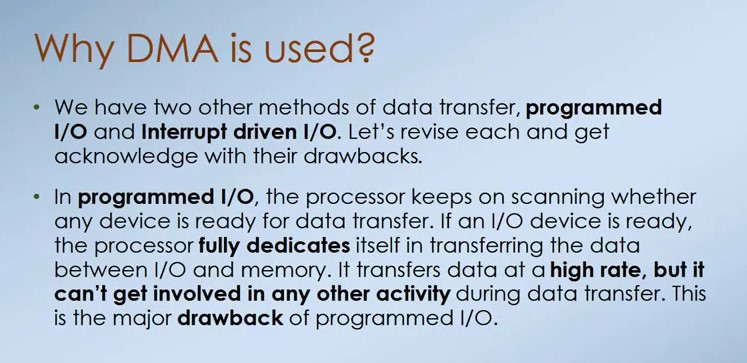 Why DMA is used?
• We have two other methods of data transfer, programmed
I/O and Interrupt driven I/O. Let’s revise each and get
acknowledge with their drawbacks.
• In programmed I/O, the processor keeps on scanning whether
any device is ready for data transfer. If an I/O device is ready,
the processor fully dedicates itself in transferring the data
between I/O and memory. It transfers data at a high rate, but it
can’t get involved in any other activity during data transfer. This
is the major drawback of programmed I/O.